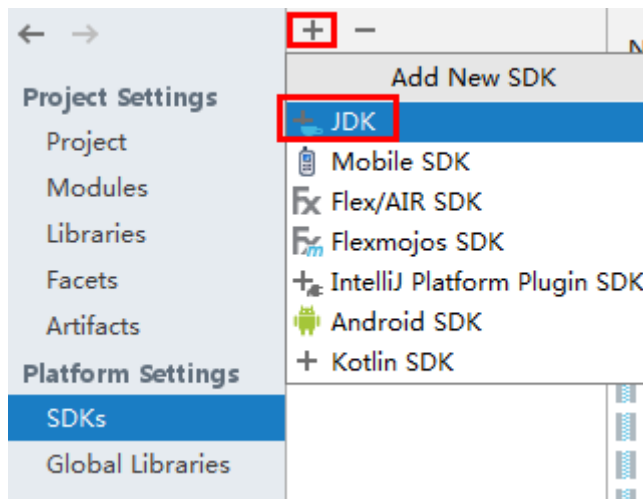 Project Settings
Project
Modules
Libraries
Facets
Artifacts
Platform Settings
SDKs
Global Libraries
Add New SDK
JDK
Mobile SDK
Flex/AIR SDK
Flexmojos SDK
IntelliJ Platform Plugin SDK
Android SDK
Kotlin SDK